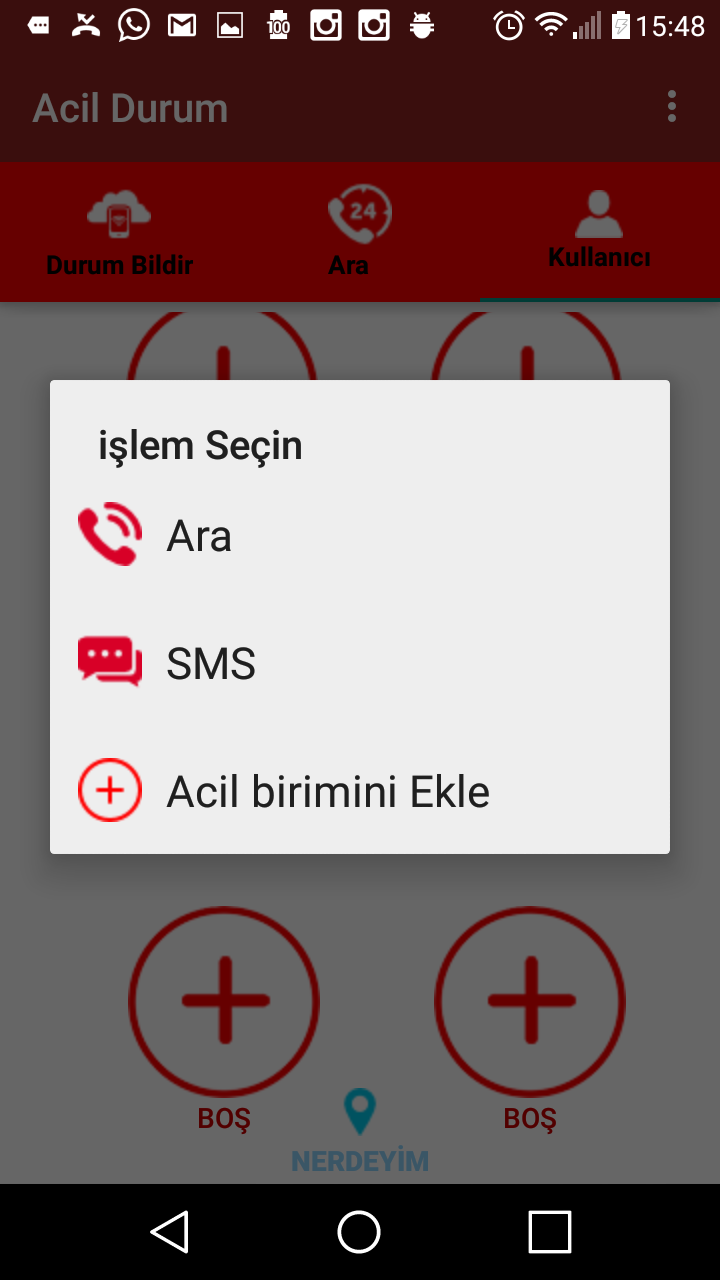 100
15:48
Acil Durum
24
Durum Bildir
Ara
Kullanıcı
işlem Seçin
Ara
SMS
Acil birimini Ekle
BOŞ
BOŞ
NERDEYİM